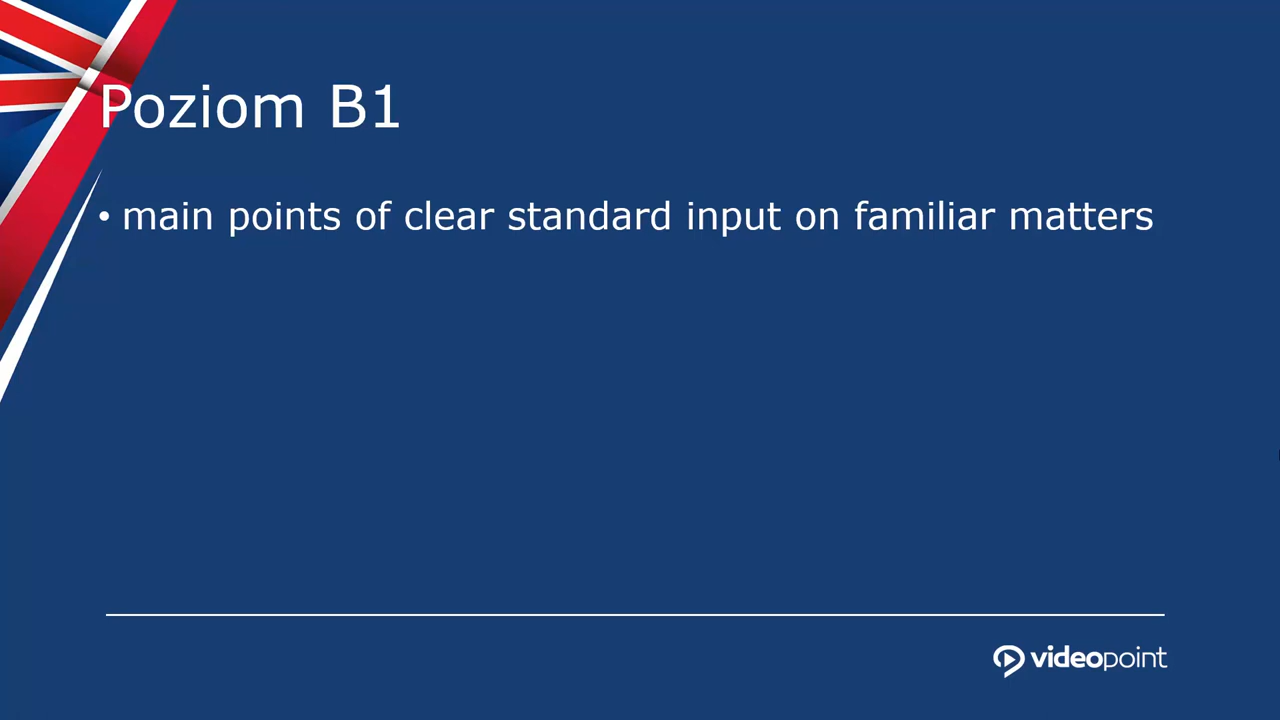 Poziom B1
• main points of clear standard input on familiar matters
videopoint